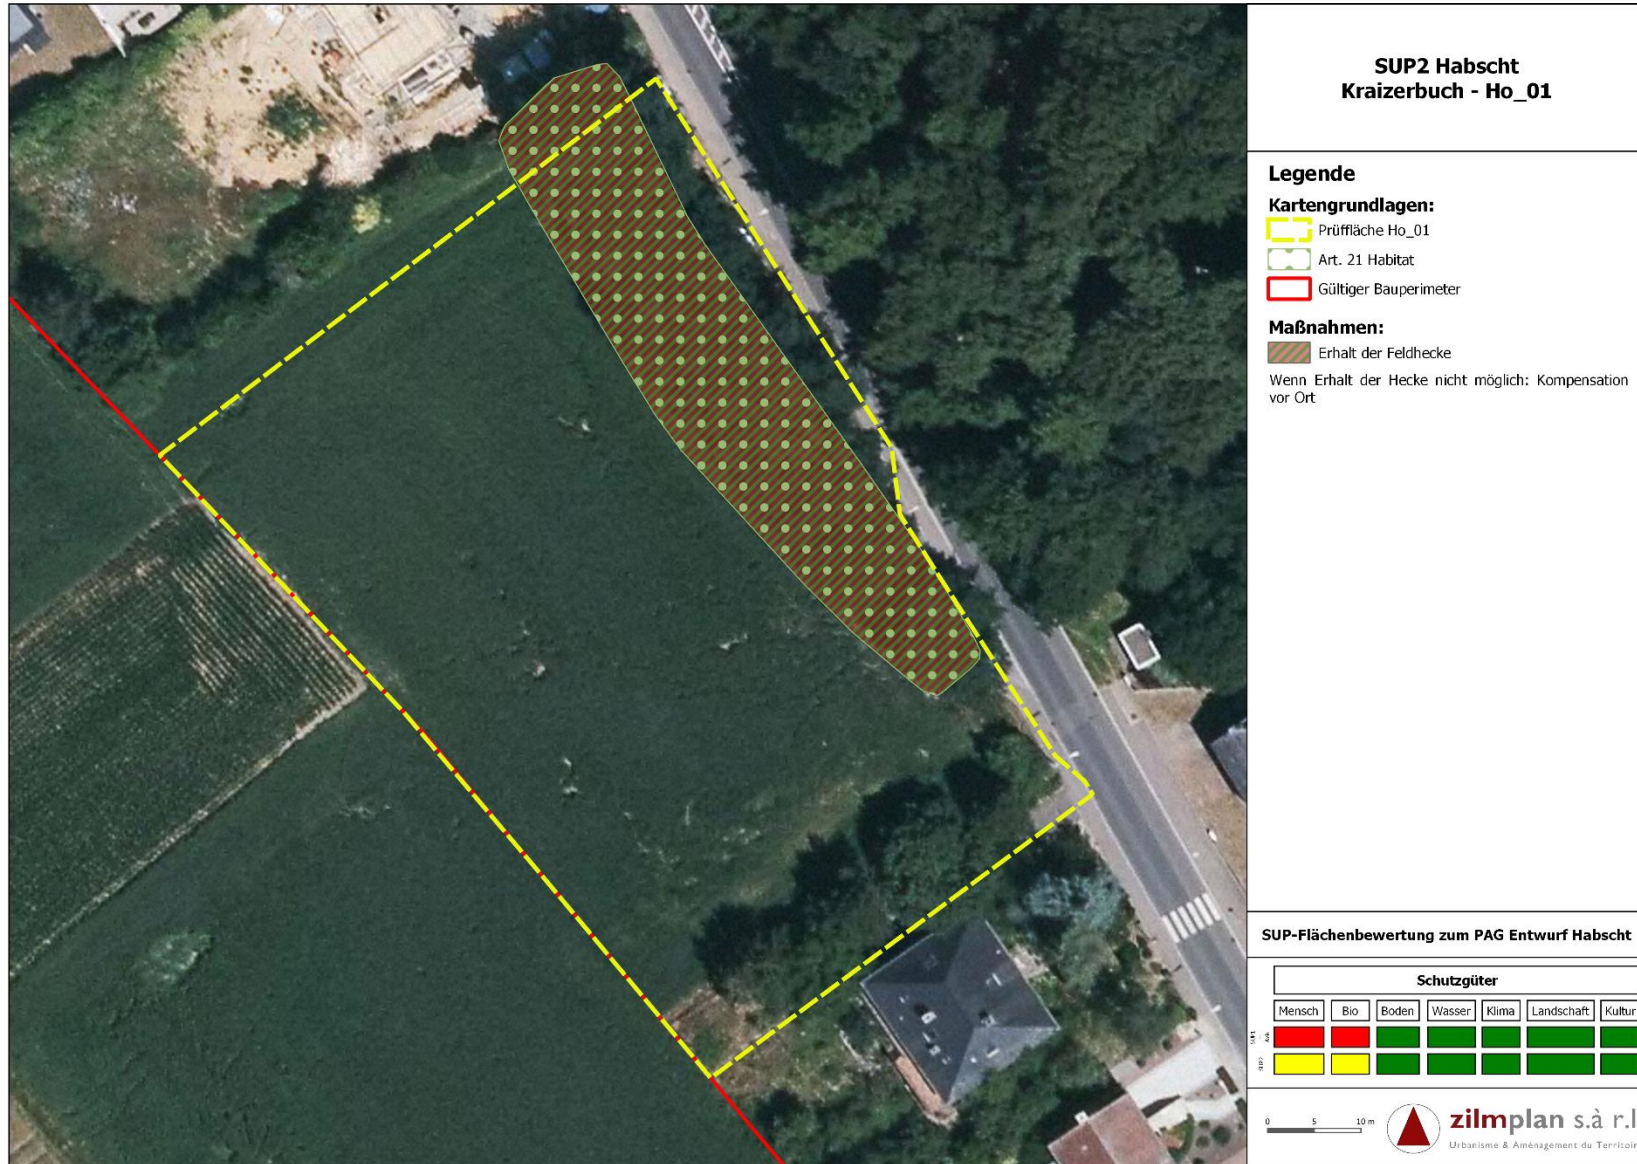 SUP2 Habscht
Kraizerbuch - Ho_01
Legende
Kartengrundlagen:
Prüffläche Ho_01
Art. 21 Habitat
Gültiger Bauperimeter
Maßnahmen:
Erhalt der Feldhecke
Wenn Erhalt der Hecke nicht möglich: Kompensation
vor Ort
SUP-Flächenbewertung zum PAG Entwurf Habscht
Schutzgüter
Mensch Bio Boden Wasser Klima Landschaft Kultur
SUP2
0 5 10 m
zilmplan s.à r.l
Urbanisme & Aménagement du Territoir